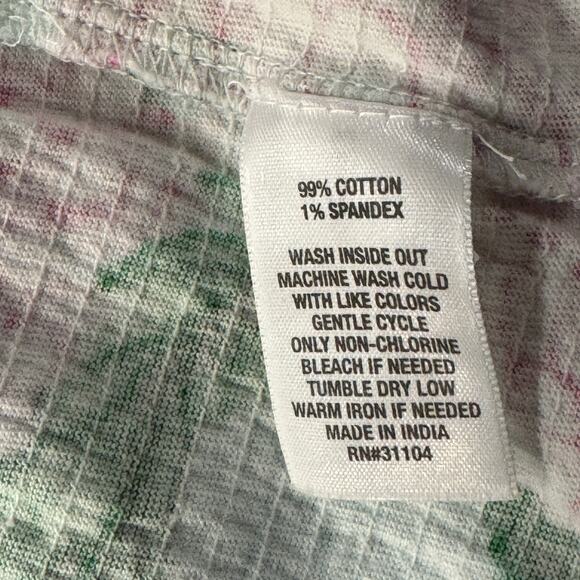 99% COTTON
1% SPANDEX
WASH INSIDE OUT
MACHINE WASH COLD
WITH LIKE COLORS
GENTLE CYCLE
ONLY NON-CHLORINE
BLEACH IF NEEDED
TUMBLE DRY LOW
WARM IRON IF NEEDED
MADE IN INDIA
RN#31104